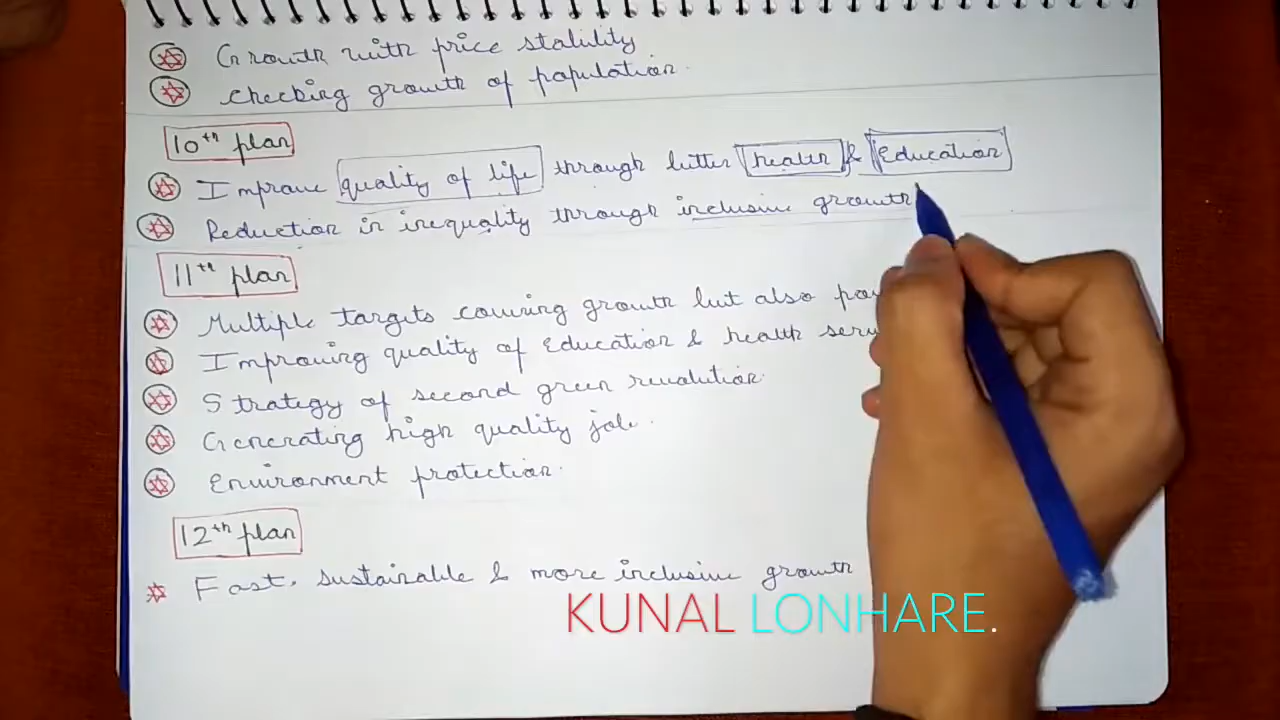 Growth with price stability
Checking growth of population.
10th plan
Improve quality of life through better health & Education
Reduction in inequality through inclusive growth
11th plan
Multiple targets covering growth but also
Improving quality of Education & health
Strategy of second green revolution.
Generating high quality job.
Environment protection.
12th plan
Fast, sustainable & more inclusive growth
KUNAL LONHARE.